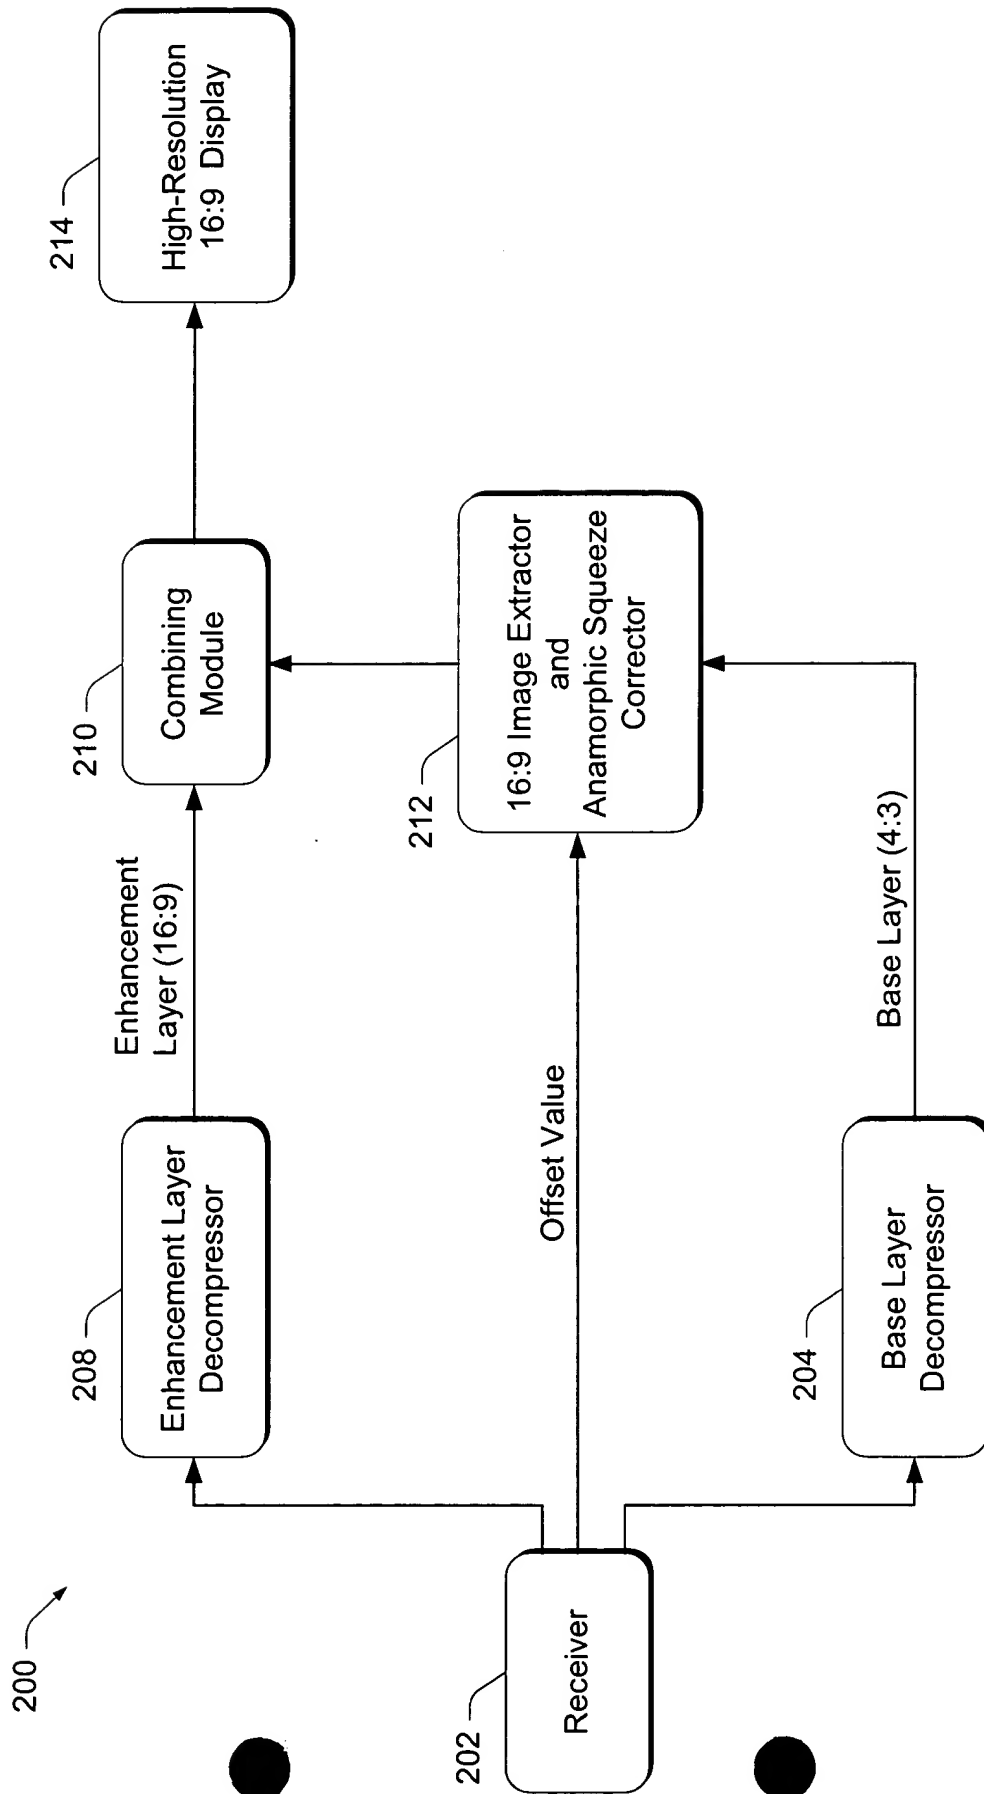 200
202
Receiver
208
Enhancement Layer
Decompressor
Enhancement
Layer (16:9)
210
Combining
Module
214
High-Resolution
16:9 Display
Offset Value
212
16:9 Image Extractor
and
Anamorphic Squeeze
Corrector
204
Base Layer
Decompressor
Base Layer (4:3)